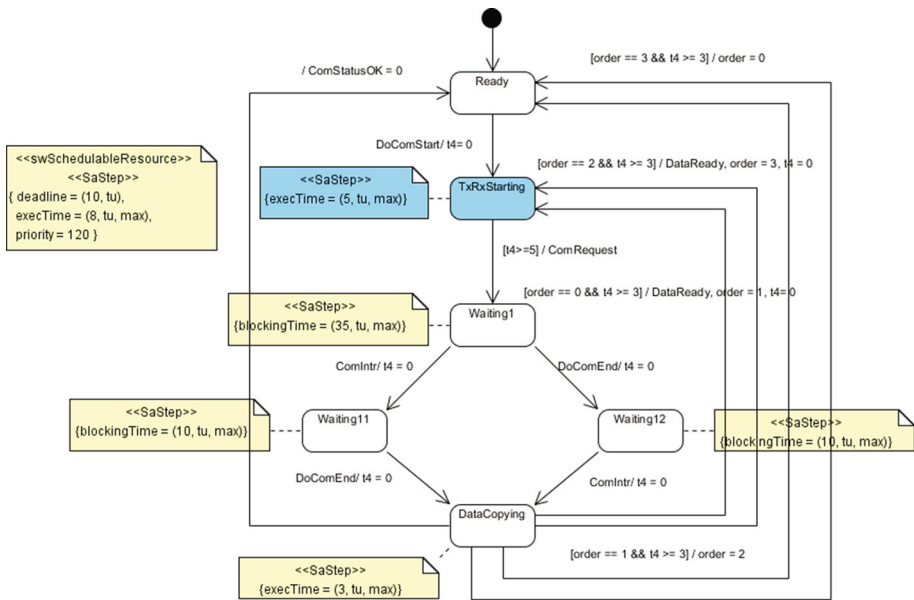 / ComStatusOK = 0
[order == 3 && t4 >= 3] / order = 0
Ready
DoComStart/ t4= 0
<<swSchedulableResource>>
<<SaStep>>
{ deadline = (10, tu),
execTime = (8, tu, max),
priority = 120 }
<<SaStep>>
{execTime = (5, tu, max)}
[order == 2 && t4 >= 3] / DataReady, order = 3, t4 = 0
TxRxStarting
[t4>=5] / ComRequest
<<SaStep>>
{blockingTime = (35, tu, max)}
[order == 0 && t4 >= 3] / DataReady, order = 1, t4= 0
Waiting1
ComIntr/ t4 = 0
DoComEnd/ t4 = 0
<<SaStep>>
{blockingTime = (10, tu, max)}
Waiting11
Waiting12
<<SaStep>>
{blockingTime = (10, tu, max)}
DoComEnd/ t4 = 0
ComIntr/ t4 = 0
DataCopying
[order == 1 && t4 >= 3] / order = 2
<<SaStep>>
{execTime = (3, tu, max)}